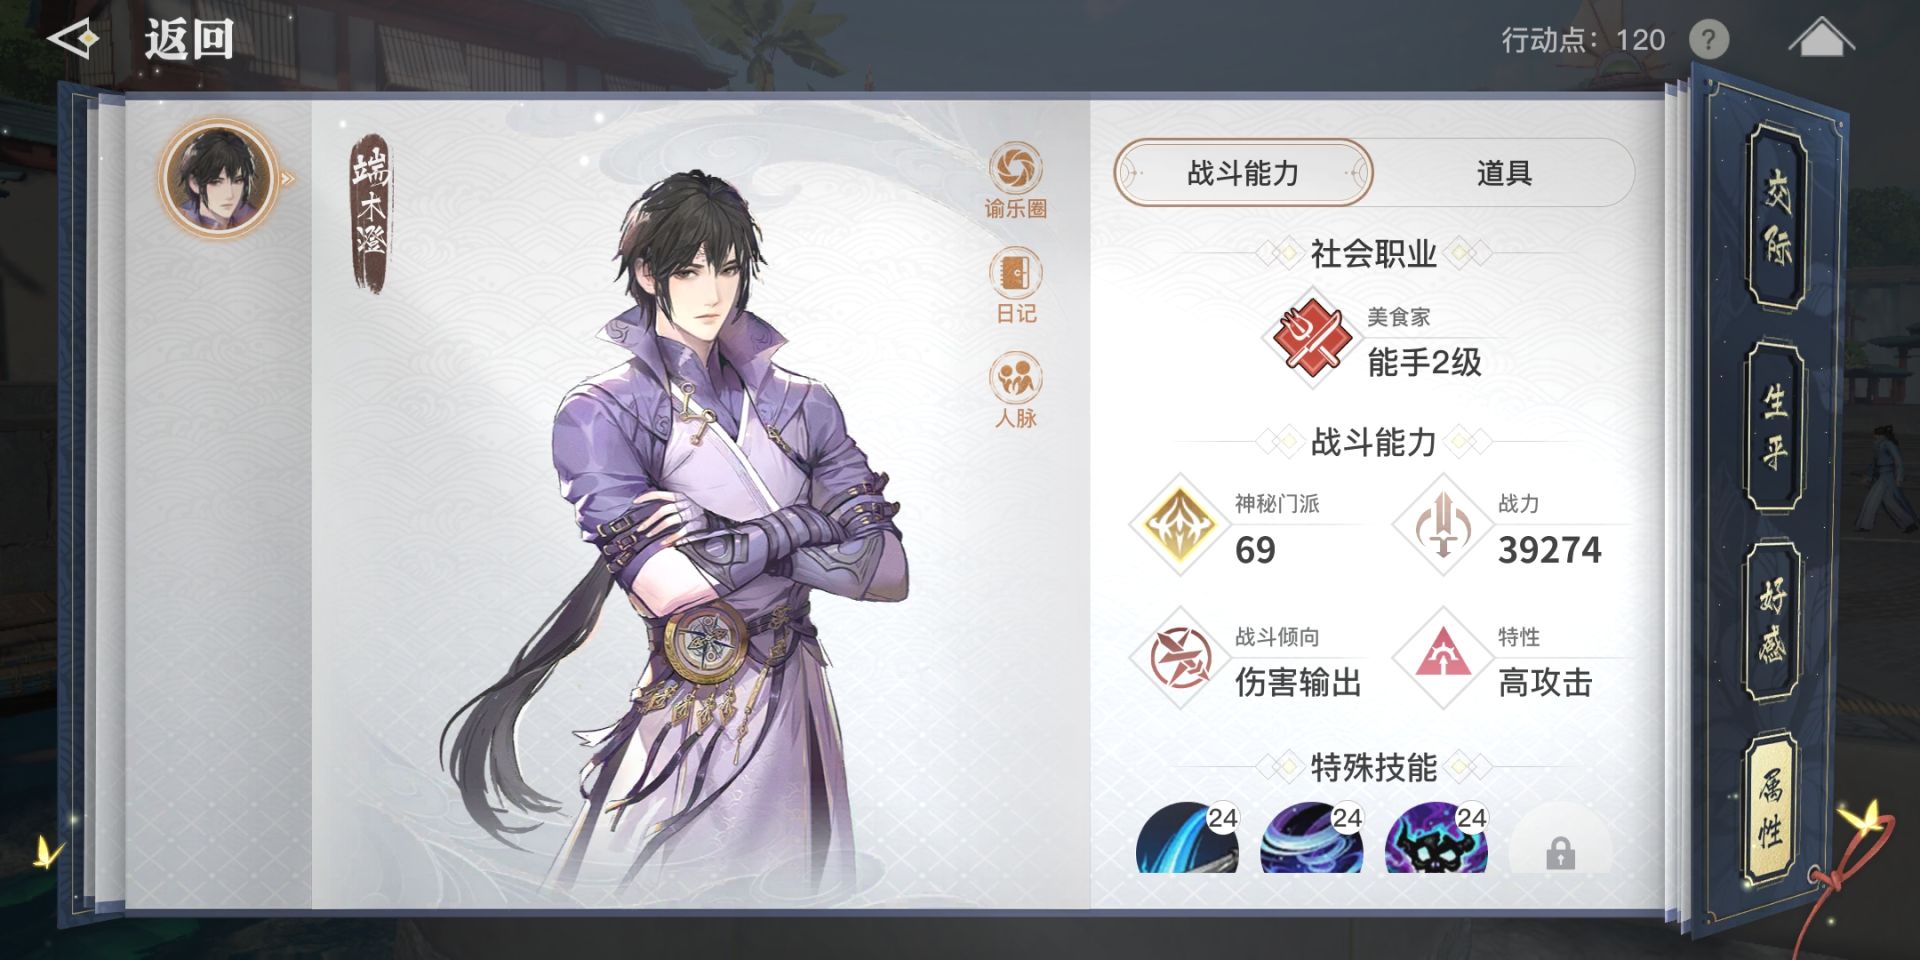 返回
行动点：120
?
端木澄
谕乐圈
日记
人脉
战斗能力
道具
社会职业
美食家
能手2级
战斗能力
神秘门派
69
战力
39274
战斗倾向
伤害输出
特性
高攻击
特殊技能
24
24
24
交际
生平
好感
属性